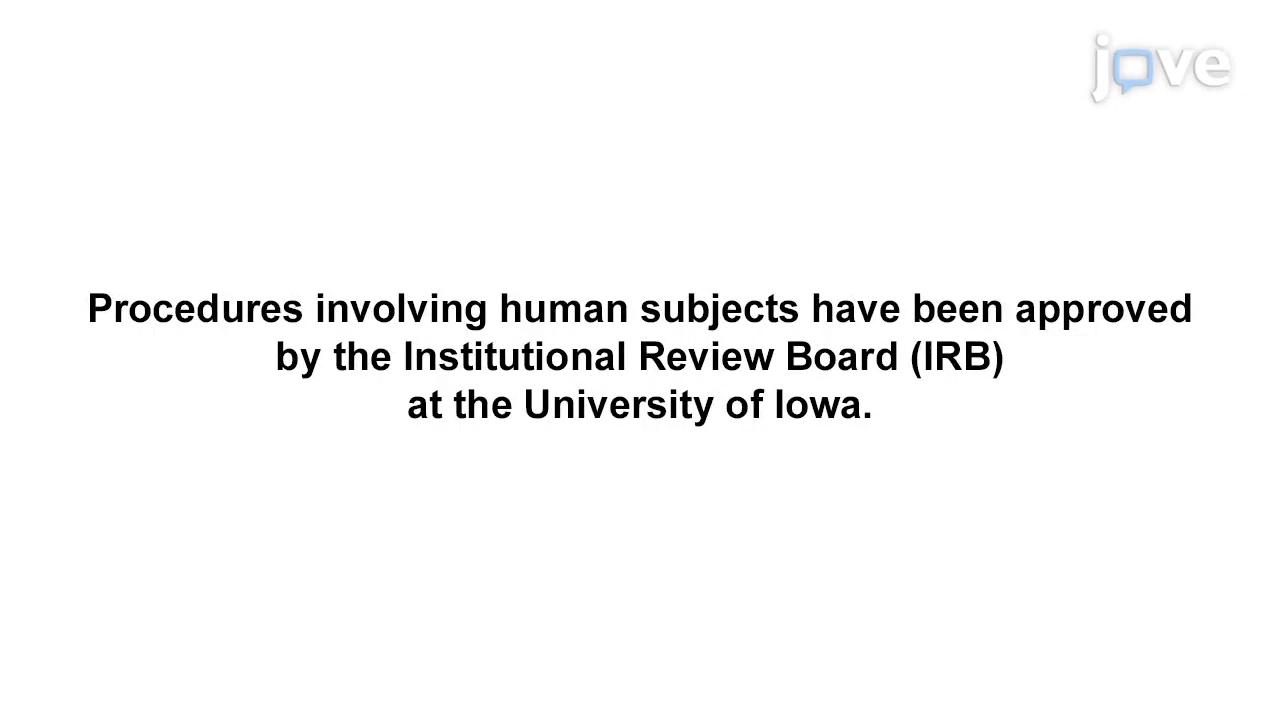 jove
Procedures involving human subjects have been approved
by the Institutional Review Board (IRB)
at the University of Iowa.